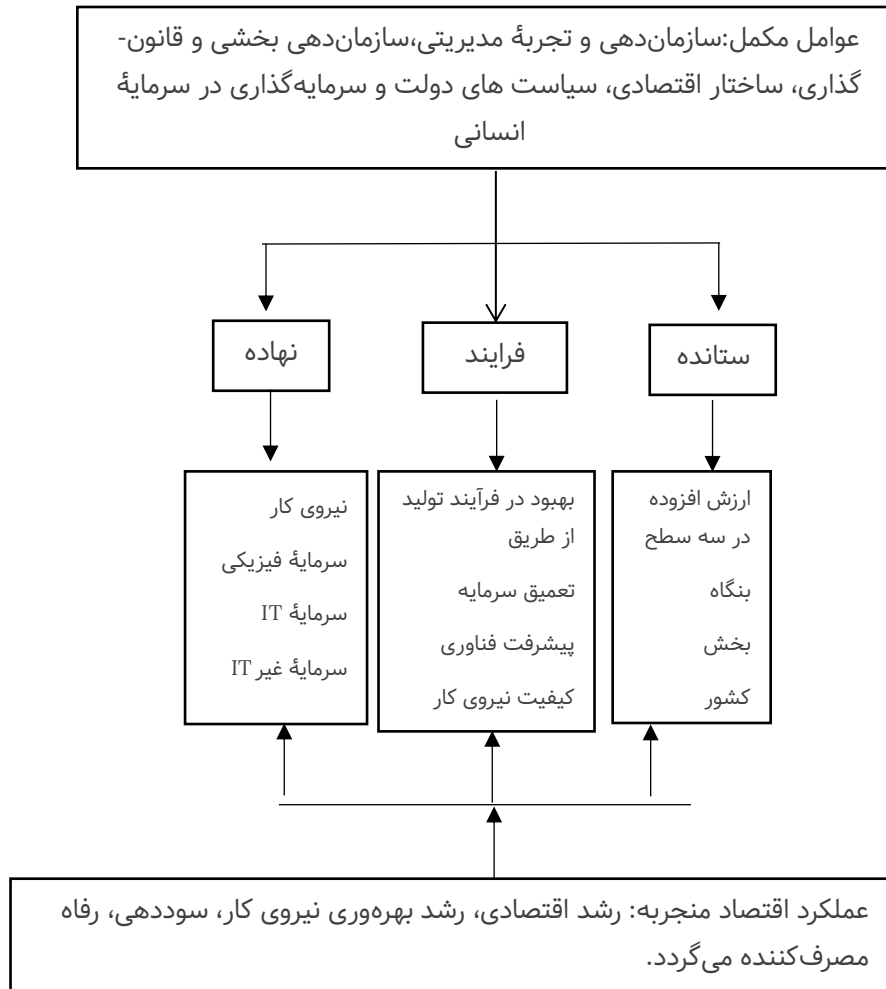 عوامل مکمل:سازمان‌دهی و تجربهٔ مدیریتی،سازمان‌دهی بخشی و قانون-
گذاری، ساختار اقتصادی، سیاست های دولت و سرمایه‌گذاری در سرمایهٔ
انسانی
ستانده
فرایند
نهاده
ارزش افزوده
در سه سطح
بنگاه
بخش
کشور
بهبود در فرآیند تولید
از طریق
تعمیق سرمایه
پیشرفت فناوری
کیفیت نیروی کار
نیروی کار
سرمایهٔ فیزیکی
سرمایهٔ IT
سرمایهٔ غیر IT
عملکرد اقتصاد منجربه: رشد اقتصادی، رشد بهره‌وری نیروی کار، سوددهی، رفاه
مصرف‌کننده می‌گردد.